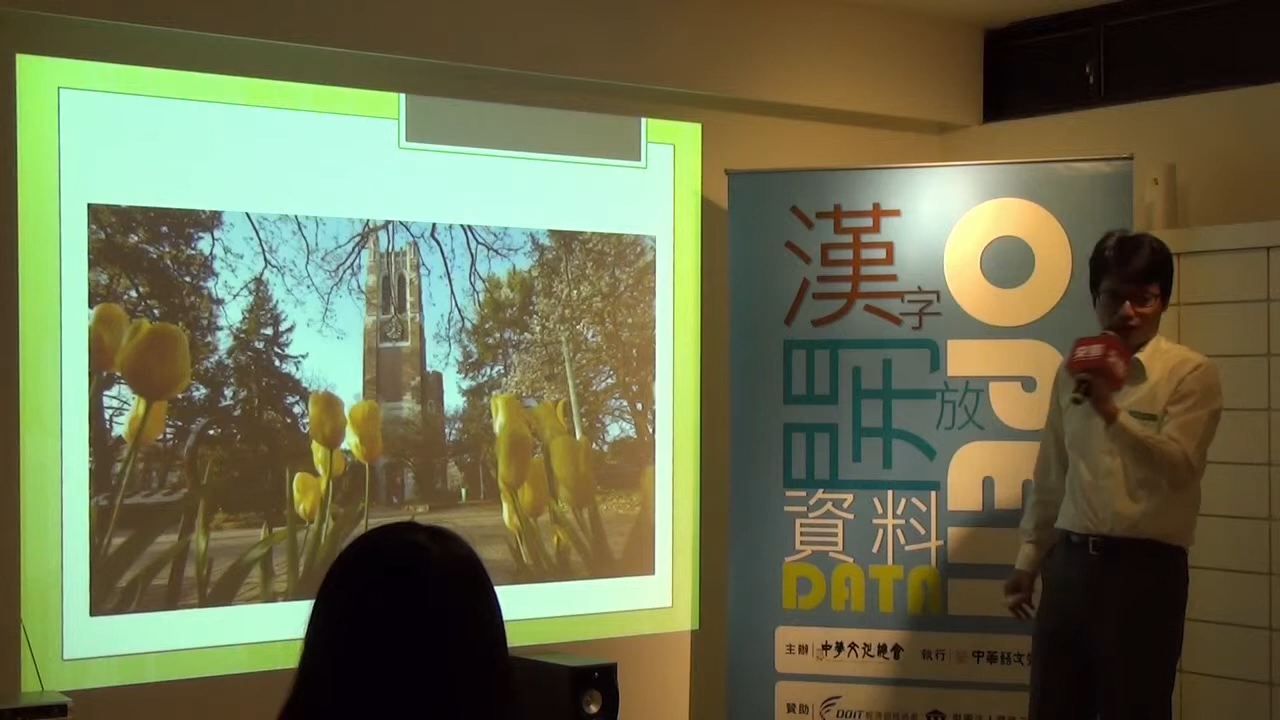 漢字
開放
資料
DATA
OPEN
主辦 中華文化總會 執行 中華語文
贊助 DOIT